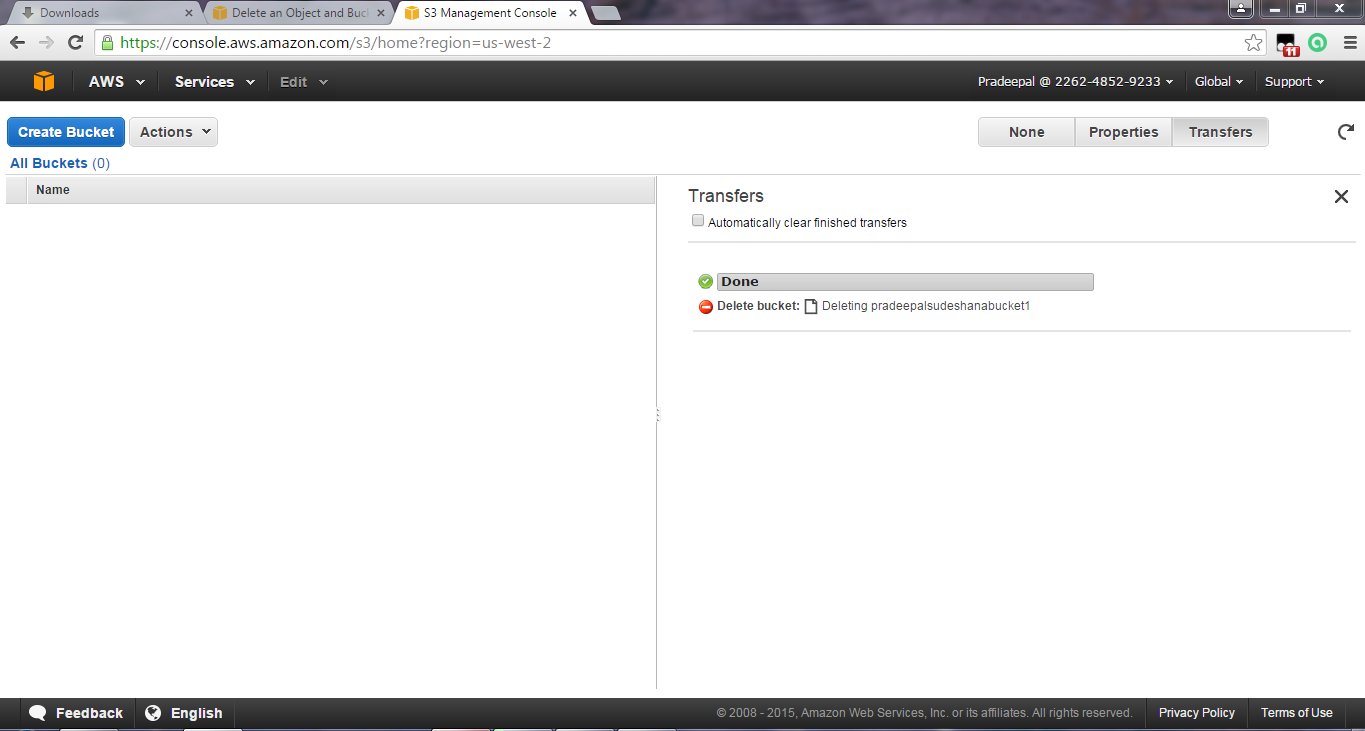 Downloads
Delete an Object and Buck
S3 Management Console
https://console.aws.amazon.com/s3/home?region=us-west-2
11
AWS Services Edit
Pradeepal @ 2262-4852-9233 Global Support
Create Bucket Actions
None Properties Transfers
All Buckets (0)
Name
Transfers
Automatically clear finished transfers
Done
Delete bucket: Deleting pradeepalsudeshanabucket1
Feedback English
© 2008 - 2015, Amazon Web Services, Inc. or its affiliates. All rights reserved. Privacy Policy Terms of Use